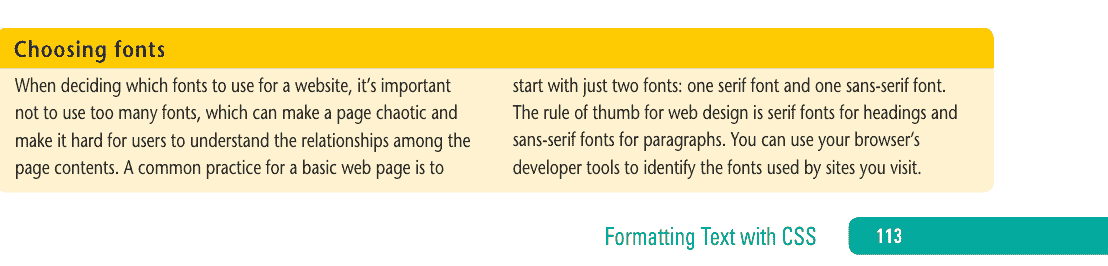 Choosing fonts
When deciding which fonts to use for a website, it's important
not to use too many fonts, which can make a page chaotic and
make it hard for users to understand the relationships among the
page contents. A common practice for a basic web page is to
start with just two fonts: one serif font and one sans-serif font.
The rule of thumb for web design is serif fonts for headings and
sans-serif fonts for paragraphs. You can use your browser's
developer tools to identify the fonts used by sites you visit.
Formatting Text with CSS 113